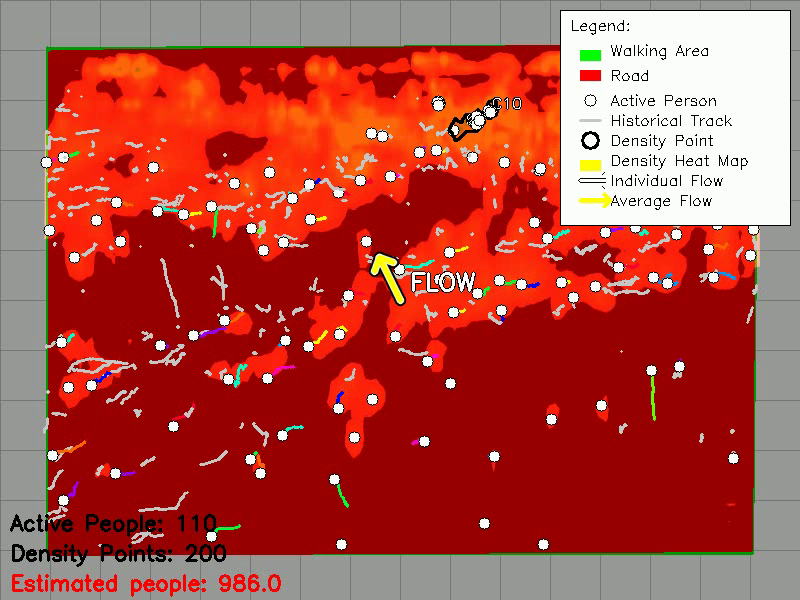 Legend:
Walking Area
Road
Active Person
Historical Track
Density Point
Density Heat Map
Individual Flow
Average Flow
FLOW
Active People: 110
Density Points: 200
Estimated people: 986.0